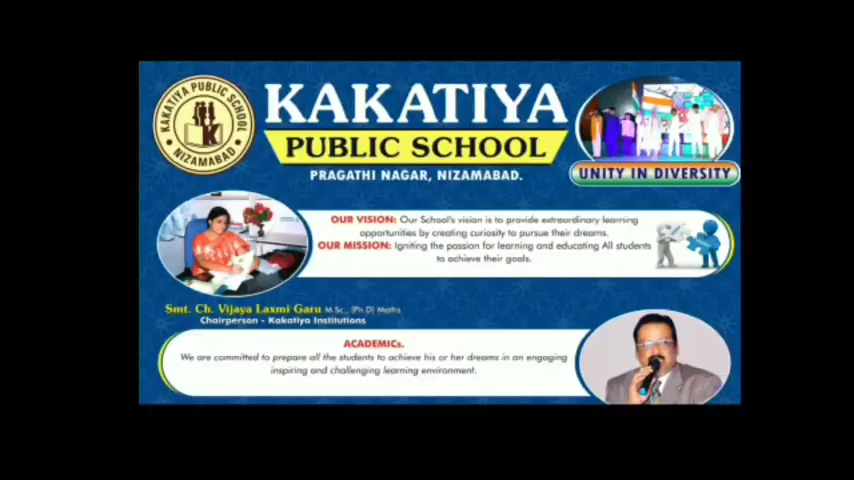 KAKATIYA PUBLIC SCHOOL
NIZAMABAD
K
KAKATIYA
PUBLIC SCHOOL
PRAGATHI NAGAR, NIZAMABAD.
UNITY IN DIVERSITY
OUR VISION: Our School's vision is to provide extraordinary learning
opportunities by creating curiosity to pursue their dreams.
OUR MISSION: Igniting the passion for learning and educating All students
to achieve their goals.
Smt. Ch. Vijaya Laxmi Garu M.Sc., (Ph.D) Maths
Chairperson - Kakatiya Institutions
ACADEMICs.
We are committed to prepare all the students to achieve his or her dreams in an engaging
inspiring and challenging learning environment.